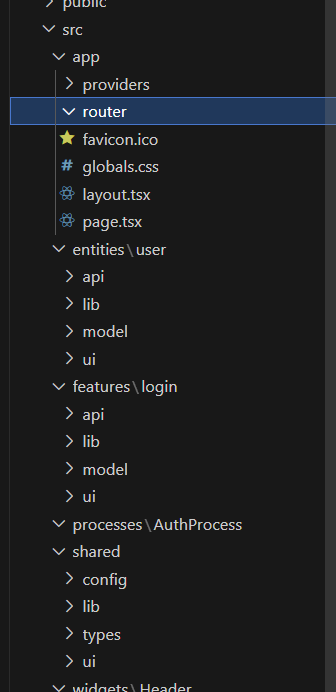 public
src
app
providers
router
favicon.ico
# globals.css
layout.tsx
page.tsx
entities\user
api
lib
model
ui
features\login
api
lib
model
ui
processes\AuthProcess
shared
config
lib
types
ui
widgets\Header